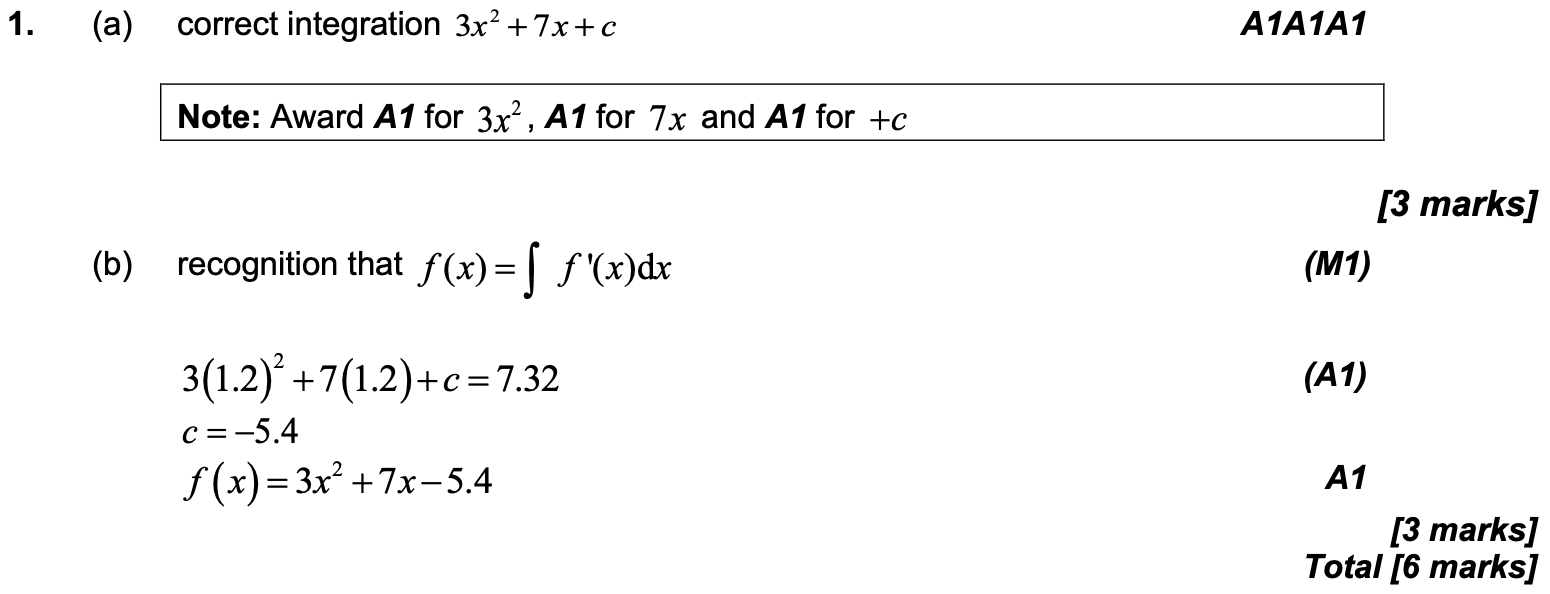 1. (a) correct integration 3x² + 7x + c A1A1A1
Note: Award A1 for 3x², A1 for 7x and A1 for +c
[3 marks]
(b) recognition that f(x) = ∫ f '(x)dx (M1)
3(1.2)² + 7(1.2) + c = 7.32 (A1)
c = −5.4
f(x) = 3x² + 7x − 5.4 A1
[3 marks]
Total [6 marks]